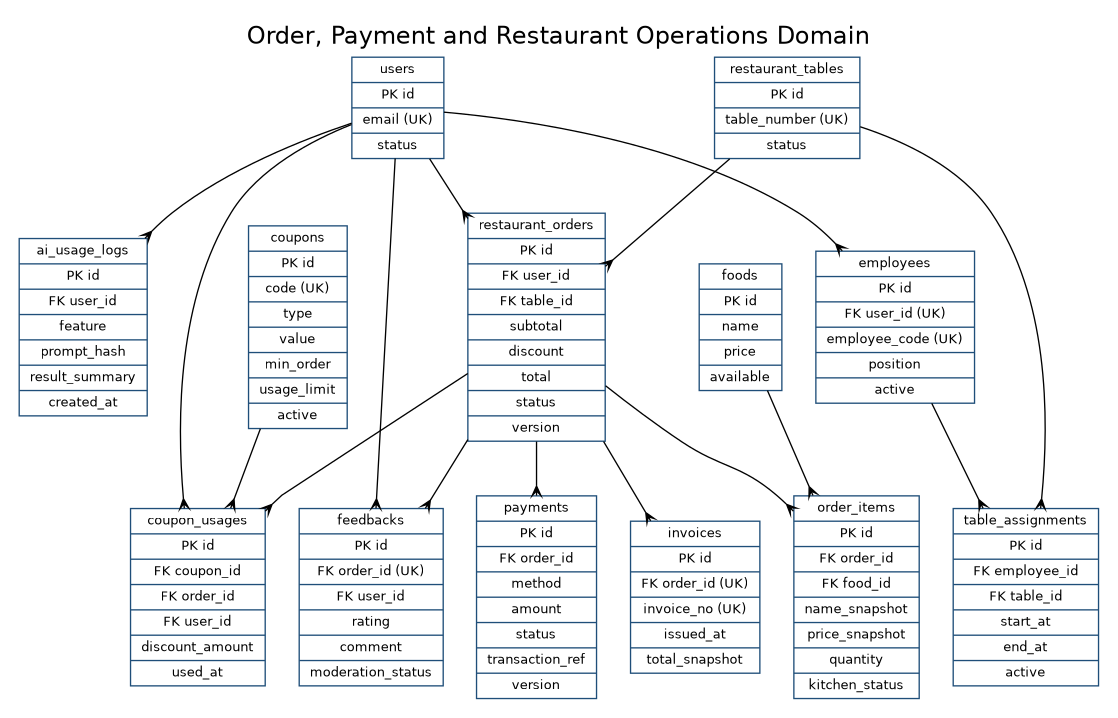 Order, Payment and Restaurant Operations Domain
users
PK id
email (UK)
status
restaurant_tables
PK id
table_number (UK)
status
ai_usage_logs
PK id
FK user_id
feature
prompt_hash
result_summary
created_at
coupons
PK id
code (UK)
type
value
min_order
usage_limit
active
restaurant_orders
PK id
FK user_id
FK table_id
subtotal
discount
total
status
version
foods
PK id
name
price
available
employees
PK id
FK user_id (UK)
employee_code (UK)
position
active
coupon_usages
PK id
FK coupon_id
FK order_id
FK user_id
discount_amount
used_at
feedbacks
PK id
FK order_id (UK)
FK user_id
rating
comment
moderation_status
payments
PK id
FK order_id
method
amount
status
transaction_ref
version
invoices
PK id
FK order_id (UK)
invoice_no (UK)
issued_at
total_snapshot
order_items
PK id
FK order_id
FK food_id
name_snapshot
price_snapshot
quantity
kitchen_status
table_assignments
PK id
FK employee_id
FK table_id
start_at
end_at
active